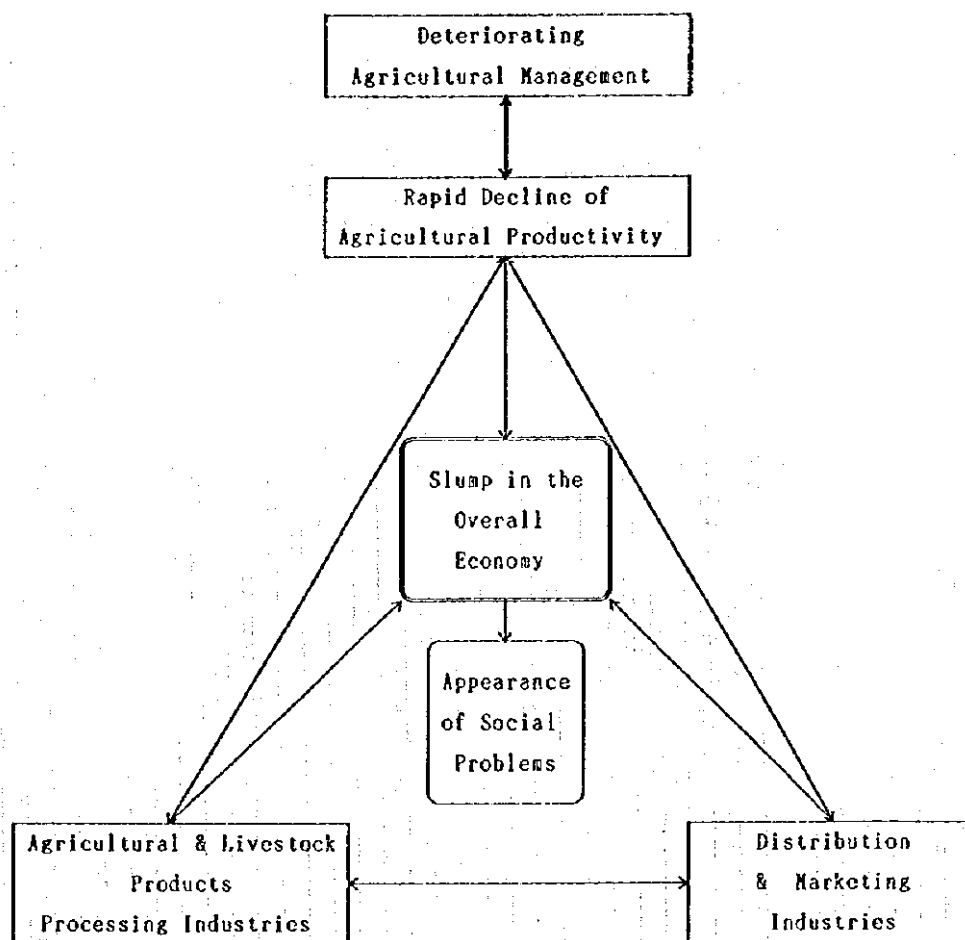 Deteriorating
Agricultural Management
Rapid Decline of
Agricultural Productivity
Slump in the
Overall
Economy
Appearance
of Social
Problems
Agricultural & Livestock
Products
Processing Industries
Distribution
& Marketing
Industries